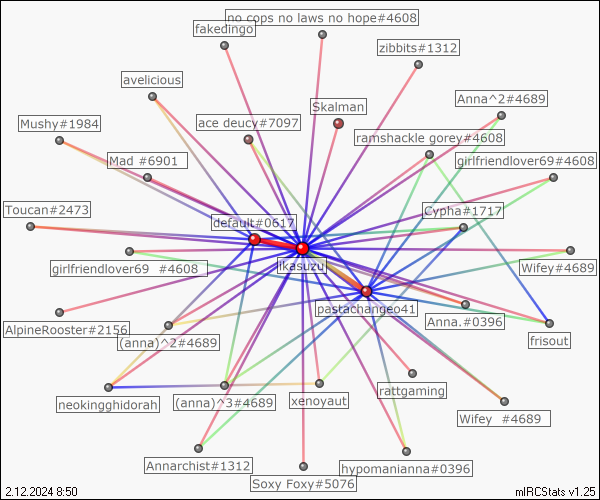 no cops no laws no hope#4608
fakedingo
zibbits#1312
avelicious
Anna^2#4689
Skalman
Mushy#1984
ace deucy#7097
ramshackle gorey#4608
Mad #6901
girlfriendlover69#4608
Toucan#2473
Cypha#1717
default#0617
ikasuzu
girlfriendlover69 #4608
Wifey#4689
pastachangeo41
AlpineRooster#2156
Anna.#0396
(anna)^2#4689
frisout
rattgaming
neokingghidorah
(anna)^3#4689
xenoyaut
Wifey #4689
Annarchist#1312
hypomanianna#0396
Soxy Foxy#5076
2.12.2024 8:50
mIRCStats v1.25